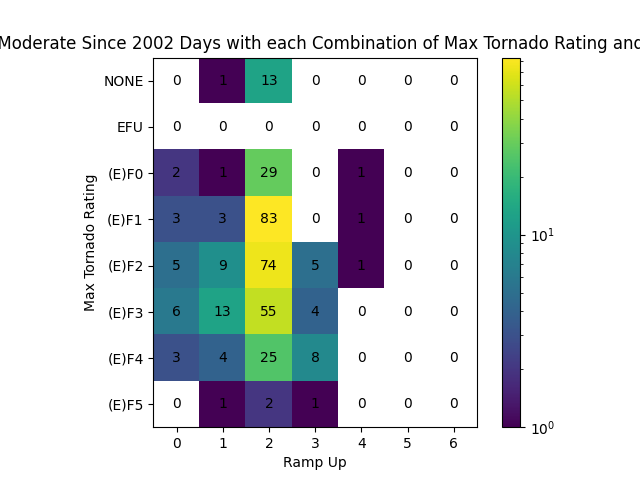 Moderate Since 2002 Days with each Combination of Max Tornado Rating and
NONE 0 1 13 0 0 0 0
EFU 0 0 0 0 0 0 0
(E)F0 2 1 29 0 1 0 0
(E)F1 3 3 83 0 1 0 0
(E)F2 5 9 74 5 1 0 0
(E)F3 6 13 55 4 0 0 0
(E)F4 3 4 25 8 0 0 0
(E)F5 0 1 2 1 0 0 0
0 1 2 3 4 5 6
Ramp Up
Max Tornado Rating
10¹
10⁰